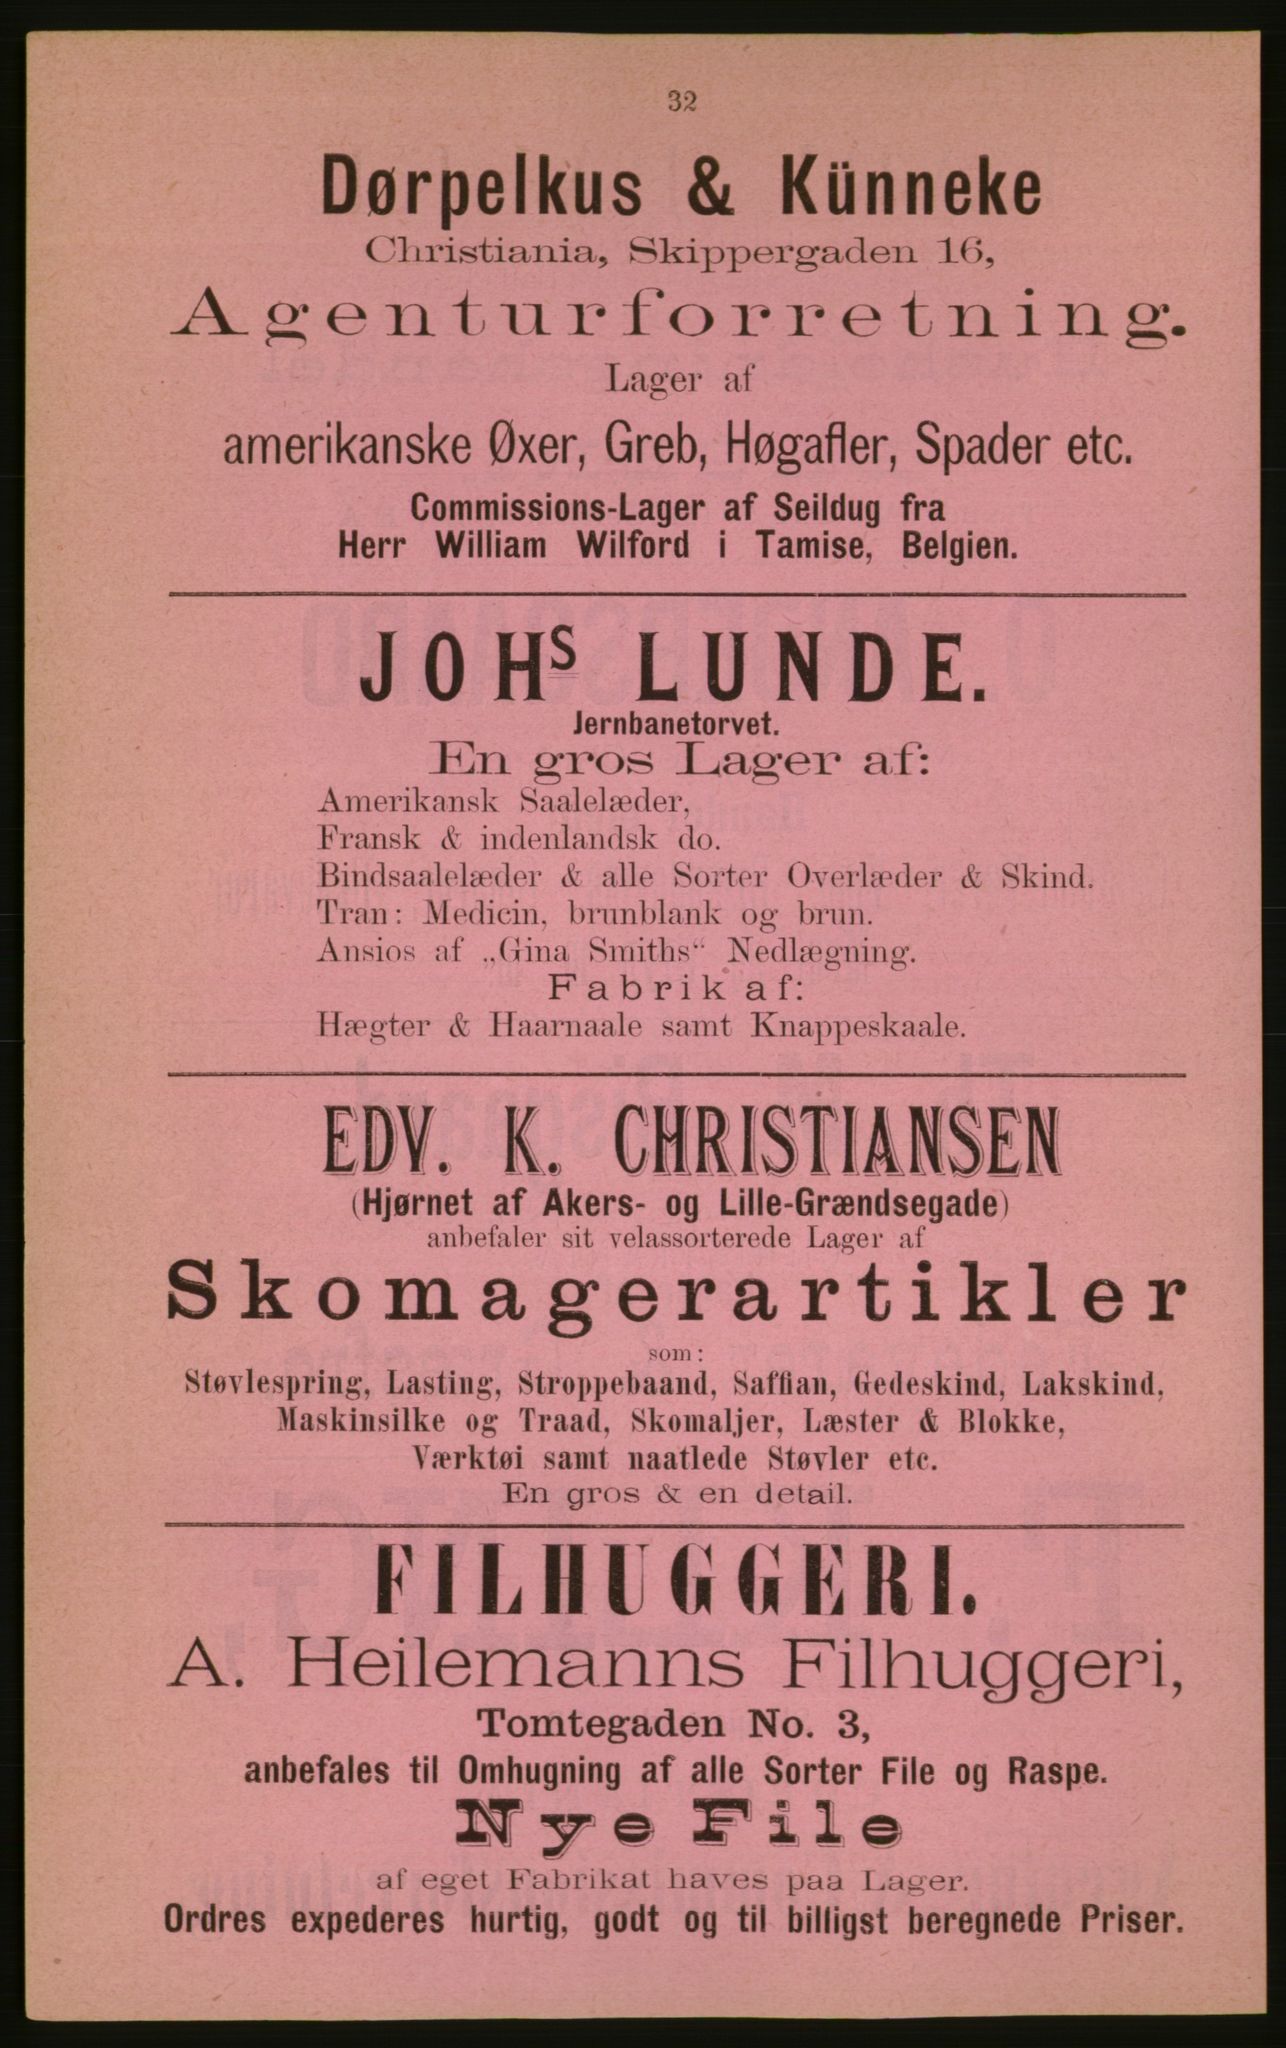 32
Dørpelkus & Künneke
Christiania, Skippergaden 16,
Agenturforretning.
Lager af
amerikanske Øxer, Greb, Høgafler, Spader etc.
Commissions-Lager af Seildug fra
Herr William Wilford i Tamise, Belgien.
JOHS LUNDE.
Jernbanetorvet.
En gros Lager af:
Amerikansk Saalelæder,
Fransk & indenlandsk do.
Bindsaalelæder & alle Sorter Overlæder & Skind.
Tran: Medicin, brunblank og brun.
Ansios af „Gina Smiths“ Nedlægning.
Fabrik af:
Hægter & Haarnaale samt Knappeskaale.
EDV. K. CHRISTIANSEN
(Hjørnet af Akers- og Lille-Grændsegade)
anbefaler sit velassorterede Lager af
Skomagerartikler
som:
Støvlespring, Lasting, Stroppebaand, Saffian, Gedeskind, Lakskind,
Maskinsilke og Traad, Skomaljer, Læster & Blokke,
Værktøi samt naatlede Støvler etc.
En gros & en detail.
FILHUGGERI.
A. Heilemanns Filhuggeri,
Tomtegaden No. 3,
anbefales til Omhugning af alle Sorter File og Raspe.
Nye File
af eget Fabrikat haves paa Lager.
Ordres expederes hurtig, godt og til billigst beregnede Priser.